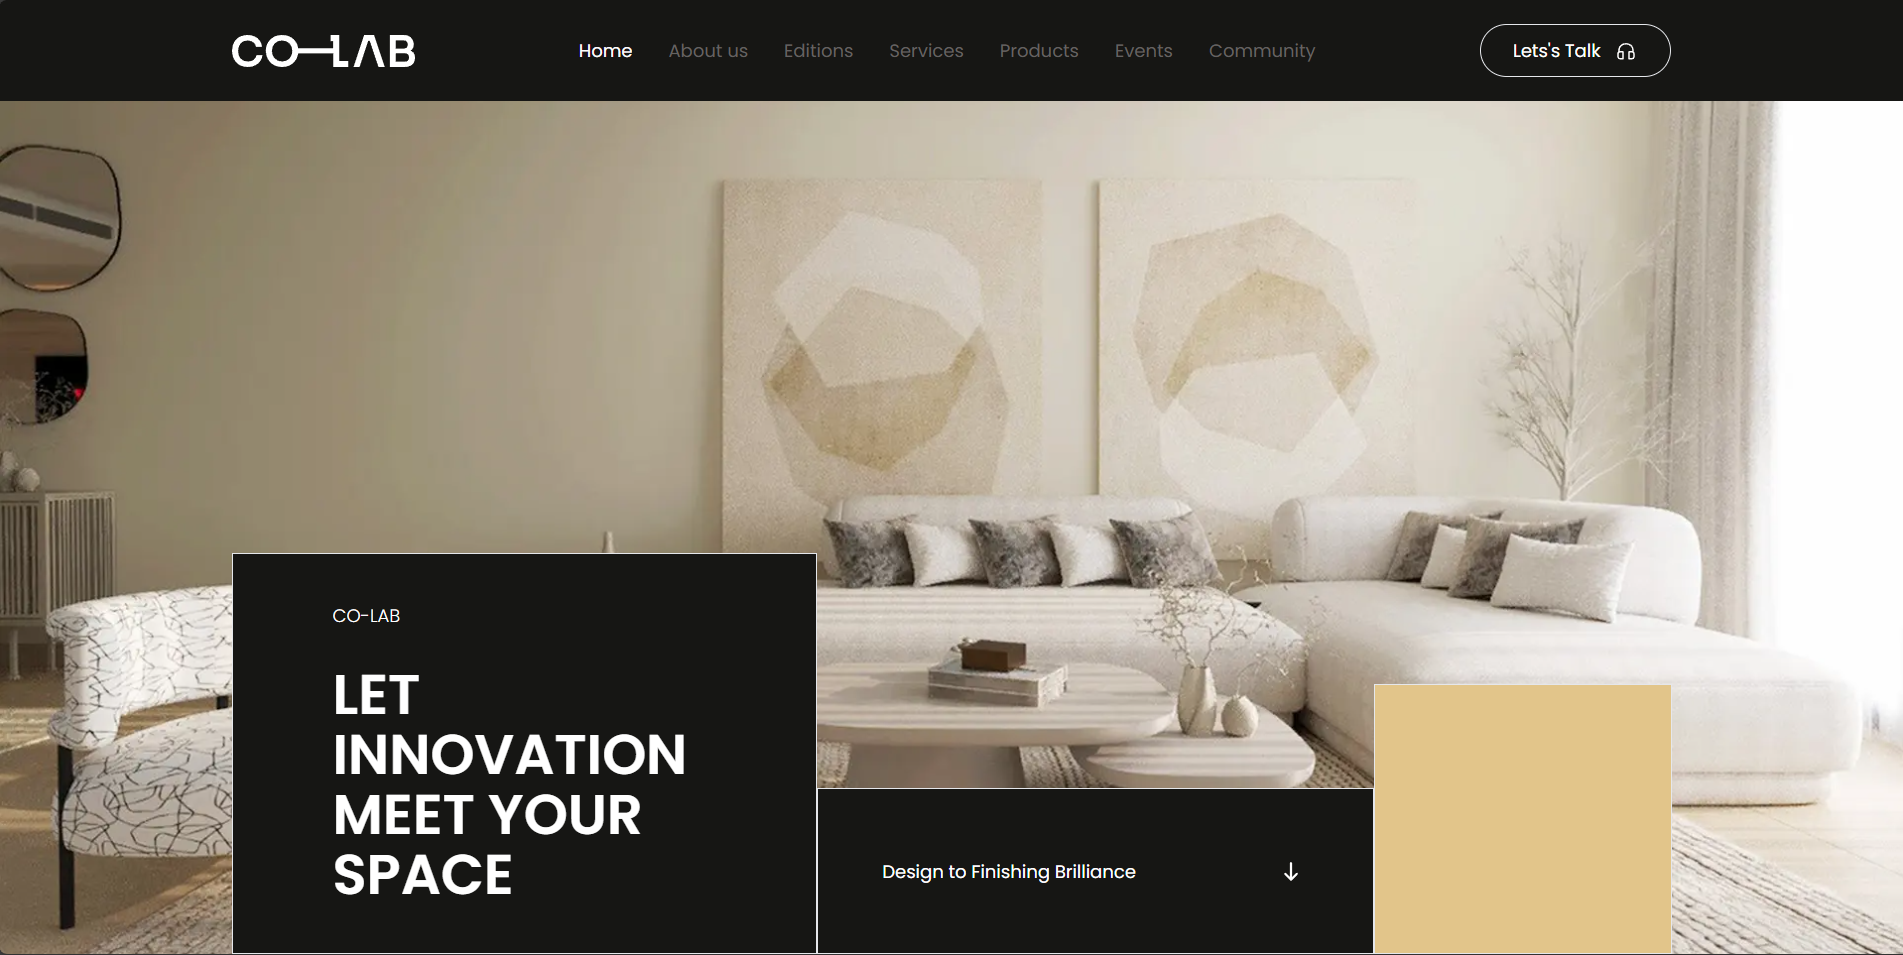 CO-LAB
Home About us Editions Services Products Events Community
Lets's Talk
CO-LAB
LET
INNOVATION
MEET YOUR
SPACE
Design to Finishing Brilliance